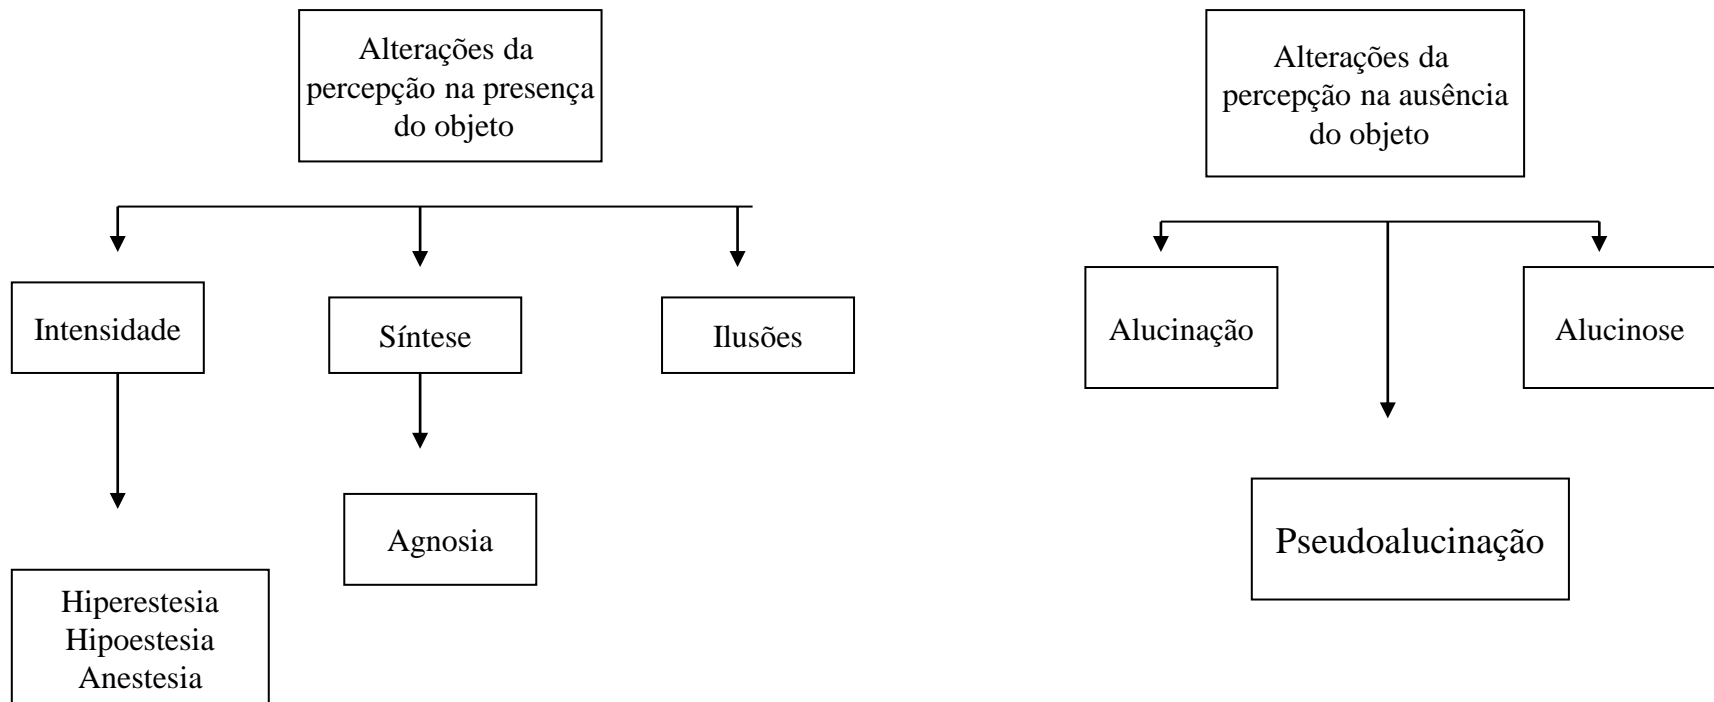 Alterações da
percepção na presença
do objeto
Alterações da
percepção na ausência
do objeto
Intensidade
Síntese
Ilusões
Alucinação
Alucinose
Agnosia
Pseudoalucinação
Hiperestesia
Hipoestesia
Anestesia